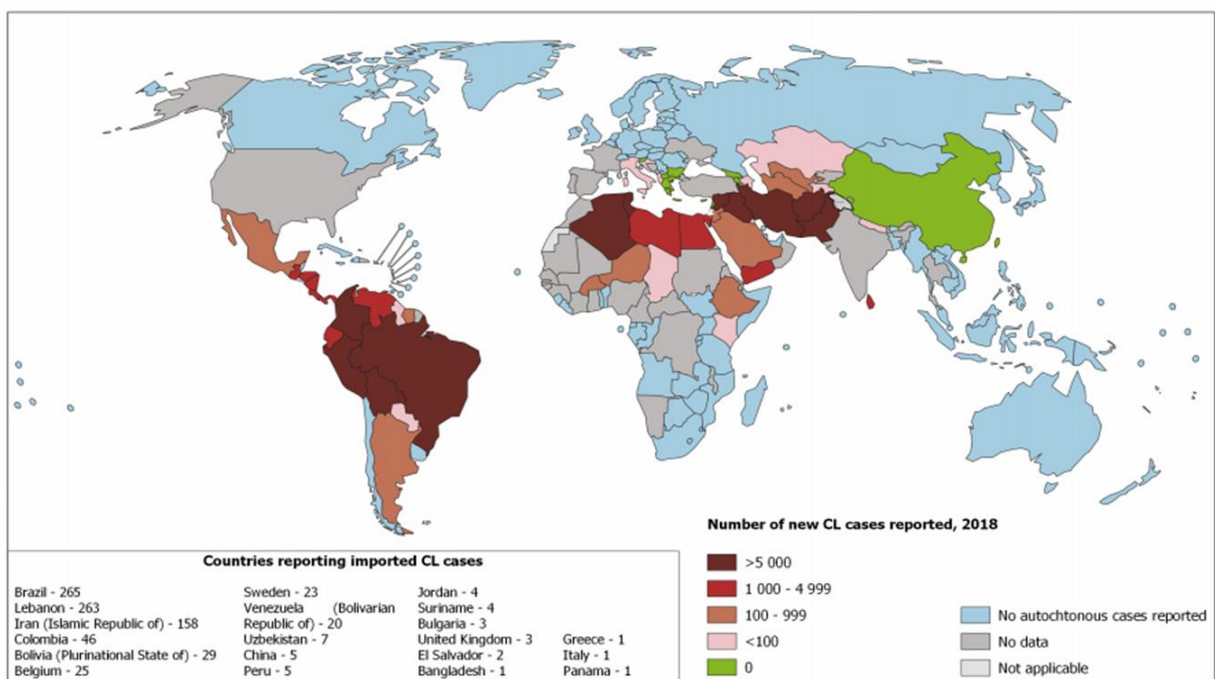 Number of new CL cases reported, 2018
>5 000
1 000 - 4 999
100 - 999
<100
0
No autochtonous cases reported
No data
Not applicable
Countries reporting imported CL cases
Brazil - 265
Lebanon - 263
Iran (Islamic Republic of) - 158
Colombia - 46
Bolivia (Plurinational State of) - 29
Belgium - 25
Sweden - 23
Venezuela (Bolivarian
Republic of) - 20
Uzbekistan - 7
China - 5
Peru - 5
Jordan - 4
Suriname - 4
Bulgaria - 3
United Kingdom - 3
El Salvador - 2
Bangladesh - 1
Greece - 1
Italy - 1
Panama - 1